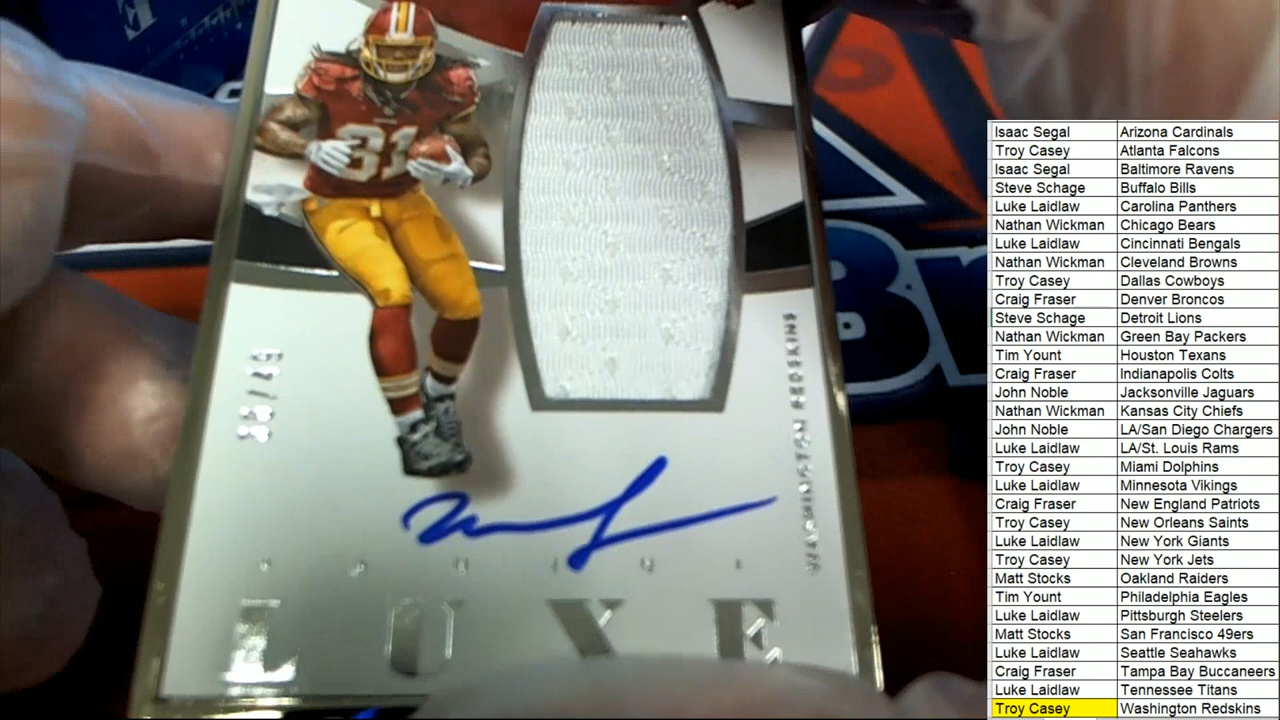 31
WASHINGTON REDSKINS
LUXE
Isaac Segal Arizona Cardinals
Troy Casey Atlanta Falcons
Isaac Segal Baltimore Ravens
Steve Schage Buffalo Bills
Luke Laidlaw Carolina Panthers
Nathan Wickman Chicago Bears
Luke Laidlaw Cincinnati Bengals
Nathan Wickman Cleveland Browns
Troy Casey Dallas Cowboys
Craig Fraser Denver Broncos
Steve Schage Detroit Lions
Nathan Wickman Green Bay Packers
Tim Yount Houston Texans
Craig Fraser Indianapolis Colts
John Noble Jacksonville Jaguars
Nathan Wickman Kansas City Chiefs
John Noble LA/San Diego Chargers
Luke Laidlaw LA/St. Louis Rams
Troy Casey Miami Dolphins
Luke Laidlaw Minnesota Vikings
Craig Fraser New England Patriots
Troy Casey New Orleans Saints
Luke Laidlaw New York Giants
Troy Casey New York Jets
Matt Stocks Oakland Raiders
Tim Yount Philadelphia Eagles
Luke Laidlaw Pittsburgh Steelers
Matt Stocks San Francisco 49ers
Luke Laidlaw Seattle Seahawks
Craig Fraser Tampa Bay Buccaneers
Luke Laidlaw Tennessee Titans
Troy Casey Washington Redskins